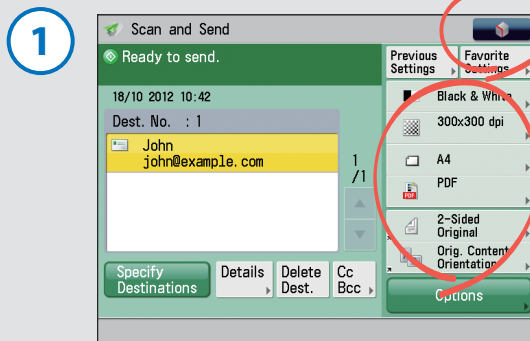 1
Scan and Send
Ready to send.
Previous Settings
Favorite Settings
18/10 2012 10:42
Dest. No. : 1
John
john@example.com
1
/1
Black & White
300x300 dpi
A4
PDF
PDF
2-Sided
Original
Orig. Content
Orientation
Specify
Destinations
Details
Delete
Dest.
Cc
Bcc
Options